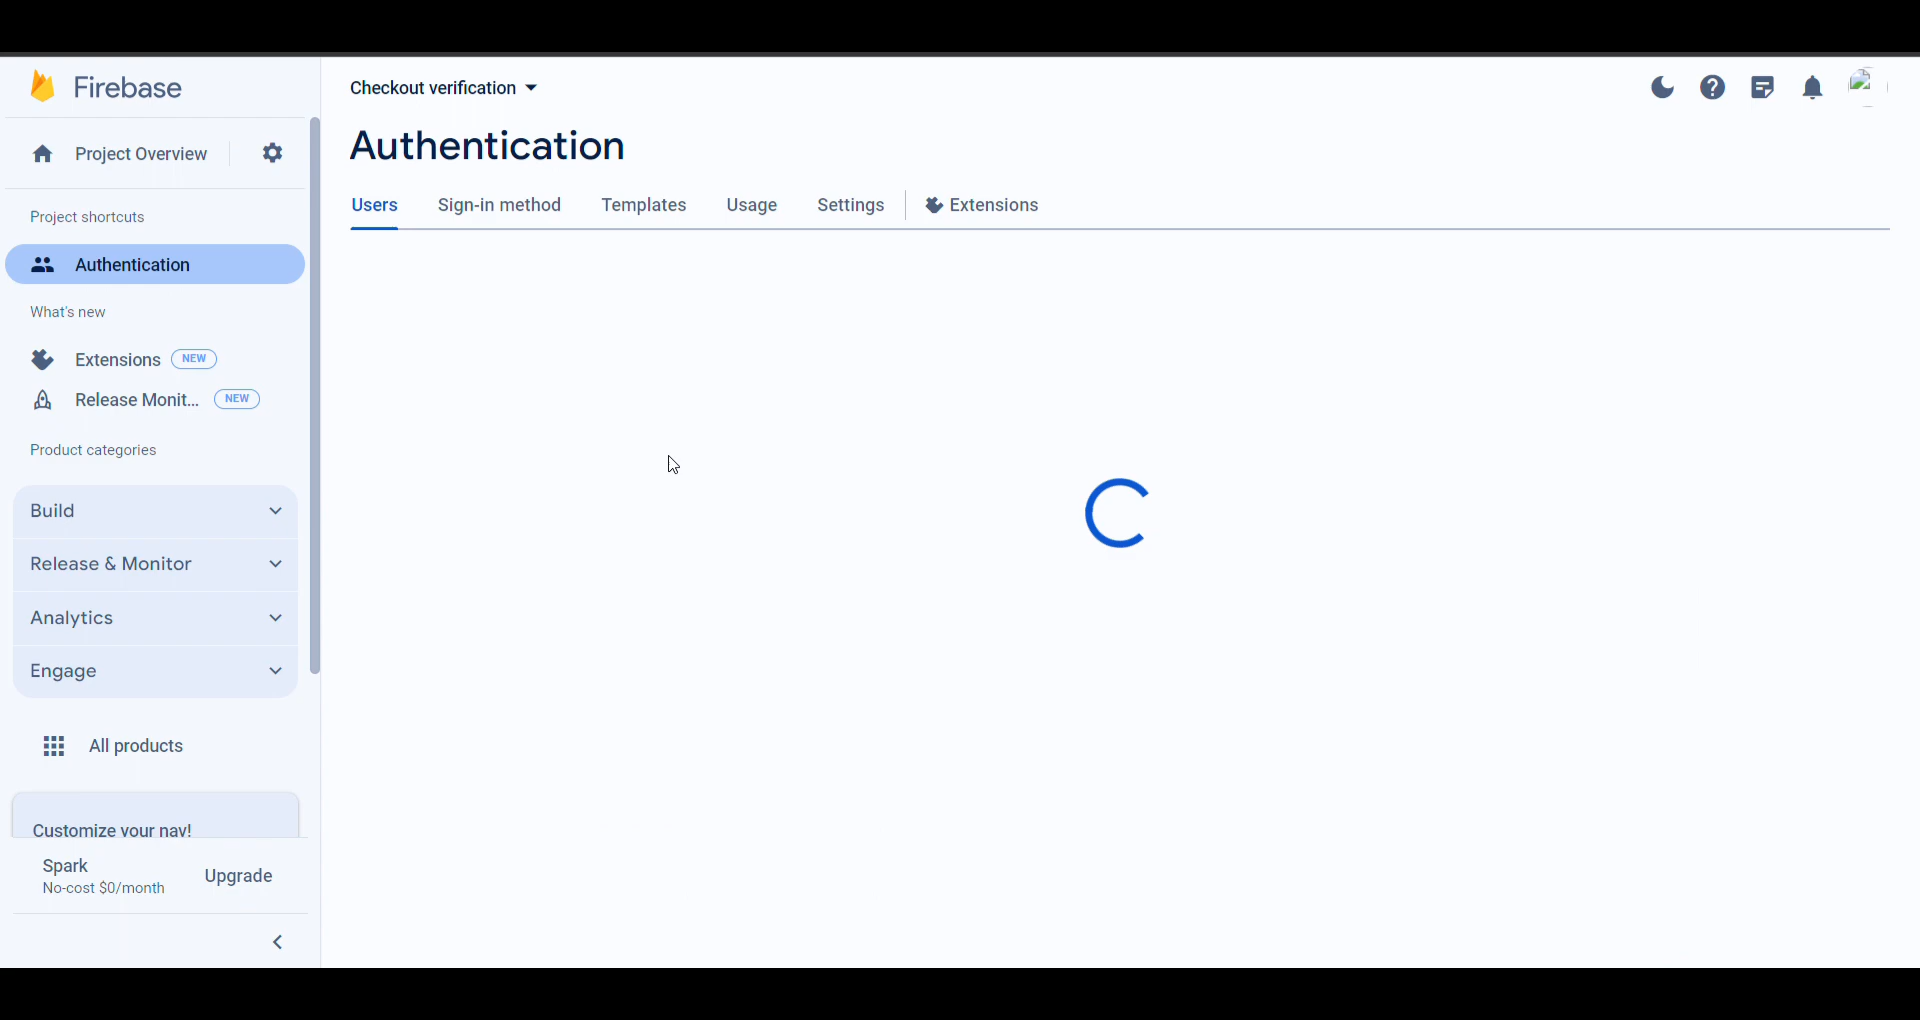 Firebase
Project Overview
Project shortcuts
Authentication
What's new
Extensions NEW
Release Monit... NEW
Product categories
Build
Release & Monitor
Analytics
Engage
All products
Customize your nav!
Spark
No-cost $0/month
Upgrade
Checkout verification
Authentication
Users Sign-in method Templates Usage Settings Extensions